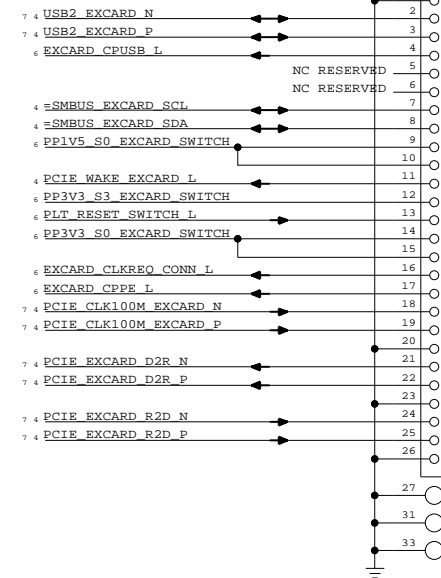 7 4 USB2_EXCARD_N 2
7 4 USB2_EXCARD_P 3
6 EXCARD_CPUSB_L 4
NC RESERVED 5
NC RESERVED 6
4 =SMBUS_EXCARD_SCL 7
4 =SMBUS_EXCARD_SDA 8
6 PP1V5_S0_EXCARD_SWITCH 9
10
4 PCIE_WAKE_EXCARD_L 11
6 PP3V3_S3_EXCARD_SWITCH 12
6 PLT_RESET_SWITCH_L 13
6 PP3V3_S0_EXCARD_SWITCH 14
15
6 EXCARD_CLKREQ_CONN_L 16
6 EXCARD_CPPE_L 17
7 4 PCIE_CLK100M_EXCARD_N 18
7 4 PCIE_CLK100M_EXCARD_P 19
20
7 4 PCIE_EXCARD_D2R_N 21
7 4 PCIE_EXCARD_D2R_P 22
23
7 4 PCIE_EXCARD_R2D_N 24
7 4 PCIE_EXCARD_R2D_P 25
26
27
31
33